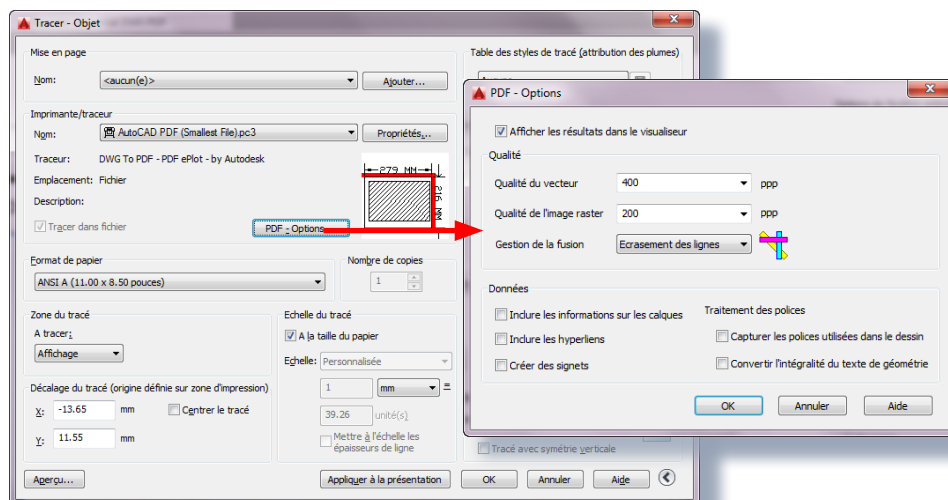 Tracer - Objet
Mise en page
Nom:
<aucun(e)>
Ajouter...
Imprimante/traceur
Nom:
AutoCAD PDF (Smallest File).pc3
Propriétés...
Traceur:
DWG To PDF - PDF ePlot - by Autodesk
Emplacement:
Fichier
Description:
Tracer dans fichier
PDF - Options
279 MM
216 MM
Format de papier
ANSI A (11.00 x 8.50 pouces)
Nombre de copies
1
Zone du tracé
A tracer:
Affichage
Echelle du tracé
A la taille du papier
Echelle:
Personnalisée
1
mm
=
39.26
unité(s)
Mettre à l'échelle les
épaisseurs de ligne
Décalage du tracé (origine définie sur zone d'impression)
X:
-13.65
mm
Centrer le tracé
Y:
11.55
mm
Aperçu...
Appliquer à la présentation
OK
Annuler
Aide
Table des styles de tracé (attribution des plumes)
Tracé avec symétrie verticale
PDF - Options
Afficher les résultats dans le visualiseur
Qualité
Qualité du vecteur
400
ppp
Qualité de l'image raster
200
ppp
Gestion de la fusion
Ecrasement des lignes
Données
Inclure les informations sur les calques
Inclure les hyperliens
Créer des signets
Traitement des polices
Capturer les polices utilisées dans le dessin
Convertir l'intégralité du texte de géométrie
OK
Annuler
Aide